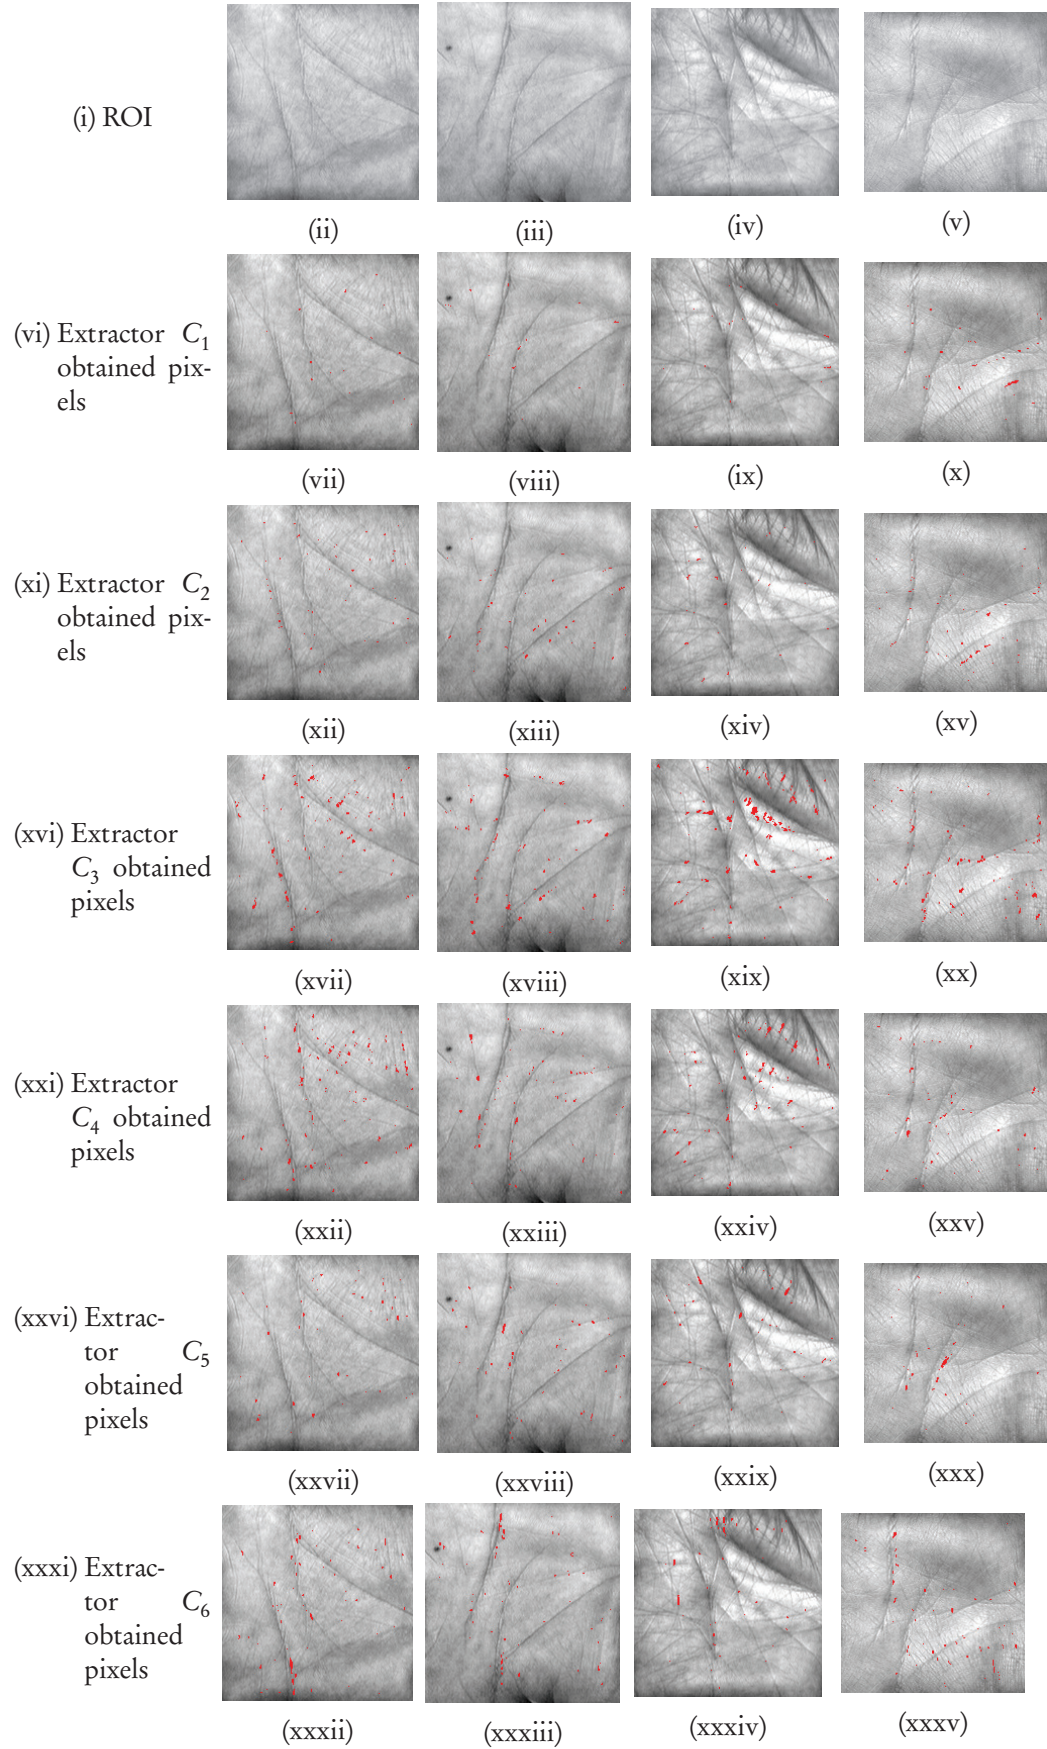 (i) ROI
(ii)
(iii)
(iv)
(v)
(vi) Extractor C₁
obtained pix-
els
(vii)
(viii)
(ix)
(x)
(xi) Extractor C₂
obtained pix-
els
(xii)
(xiii)
(xiv)
(xv)
(xvi) Extractor
C₃ obtained
pixels
(xvii)
(xviii)
(xix)
(xx)
(xxi) Extractor
C₄ obtained
pixels
(xxii)
(xxiii)
(xxiv)
(xxv)
(xxvi) Extrac-
tor C₅
obtained
pixels
(xxvii)
(xxviii)
(xxix)
(xxx)
(xxxi) Extrac-
tor C₆
obtained
pixels
(xxxii)
(xxxiii)
(xxxiv)
(xxxv)